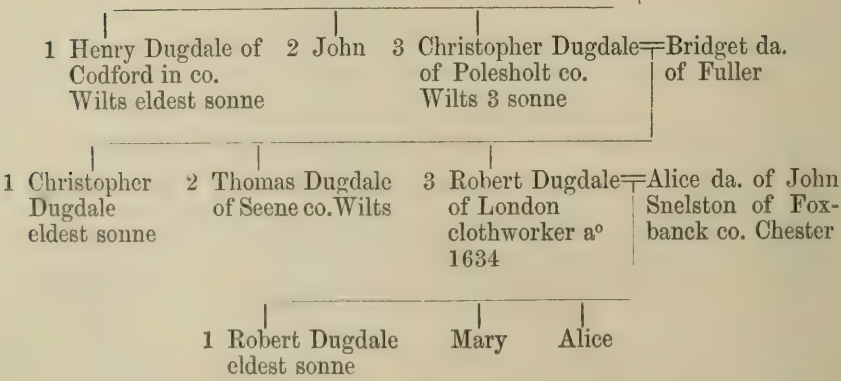 1 Henry Dugdale of 2 John 3 Christopher Dugdale=Bridget da.
Codford in co. of Polesholt co. of Fuller
Wilts eldest sonne Wilts 3 sonne
1 Christopher 2 Thomas Dugdale 3 Robert Dugdale=Alice da. of John
Dugdale of Seene co. Wilts of London Snelston of Fox-
eldest sonne clothworker aº banck co. Chester
1634
1 Robert Dugdale Mary Alice
eldest sonne